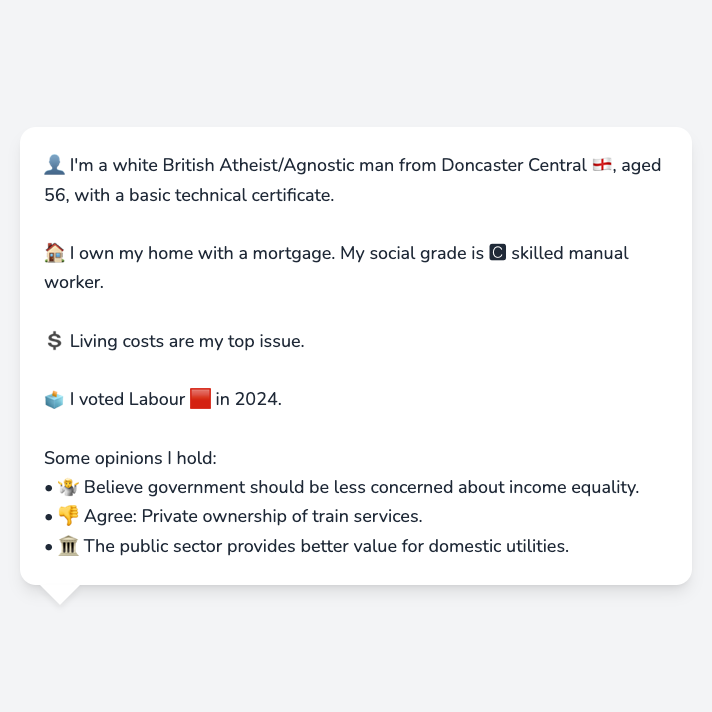 👤 I'm a white British Atheist/Agnostic man from Doncaster Central 🏴󠁧󠁢󠁥󠁮󠁧󠁿, aged
56, with a basic technical certificate.
🏠 I own my home with a mortgage. My social grade is 🅲 skilled manual
worker.
💲 Living costs are my top issue.
🗳️ I voted Labour 🟥 in 2024.
Some opinions I hold:
• 🤷 Believe government should be less concerned about income equality.
• 👎 Agree: Private ownership of train services.
• 🏛️ The public sector provides better value for domestic utilities.